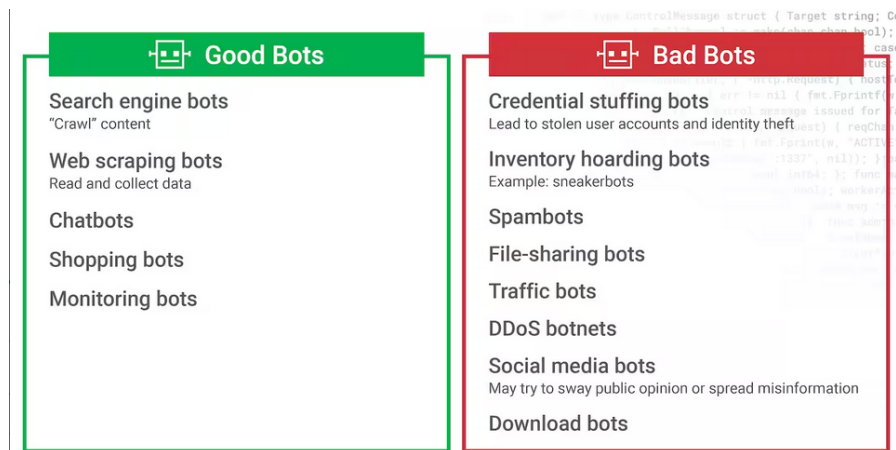 Good Bots
Search engine bots
“Crawl” content
Web scraping bots
Read and collect data
Chatbots
Shopping bots
Monitoring bots
Bad Bots
Credential stuffing bots
Lead to stolen user accounts and identity theft
Inventory hoarding bots
Example: sneakerbots
Spambots
File-sharing bots
Traffic bots
DDoS botnets
Social media bots
May try to sway public opinion or spread misinformation
Download bots